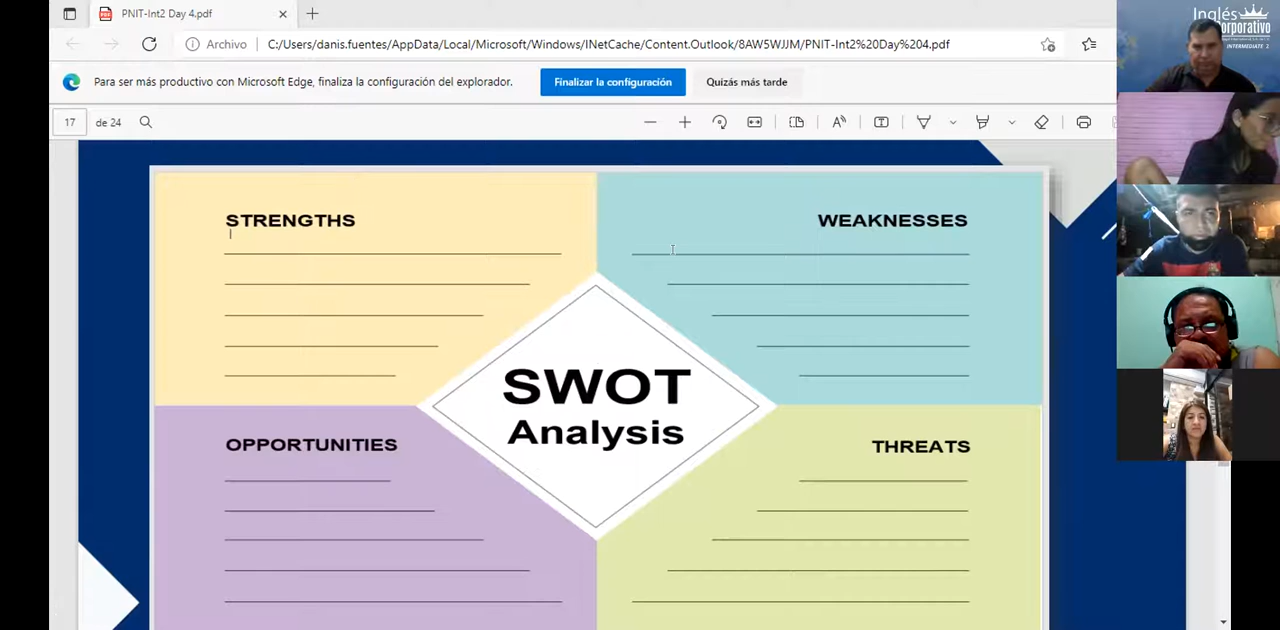 PNIT-Int2 Day 4.pdf
Archivo
C:/Users/danis.fuentes/AppData/Local/Microsoft/Windows/INetCache/Content.Outlook/8AW5WJJM/PNIT-Int2%20Day%204.pdf
Para ser más productivo con Microsoft Edge, finaliza la configuración del explorador.
Finalizar la configuración
Quizás más tarde
17 de 24
STRENGTHS
WEAKNESSES
SWOT
Analysis
OPPORTUNITIES
THREATS
Inglés
INTERMEDIATE 2